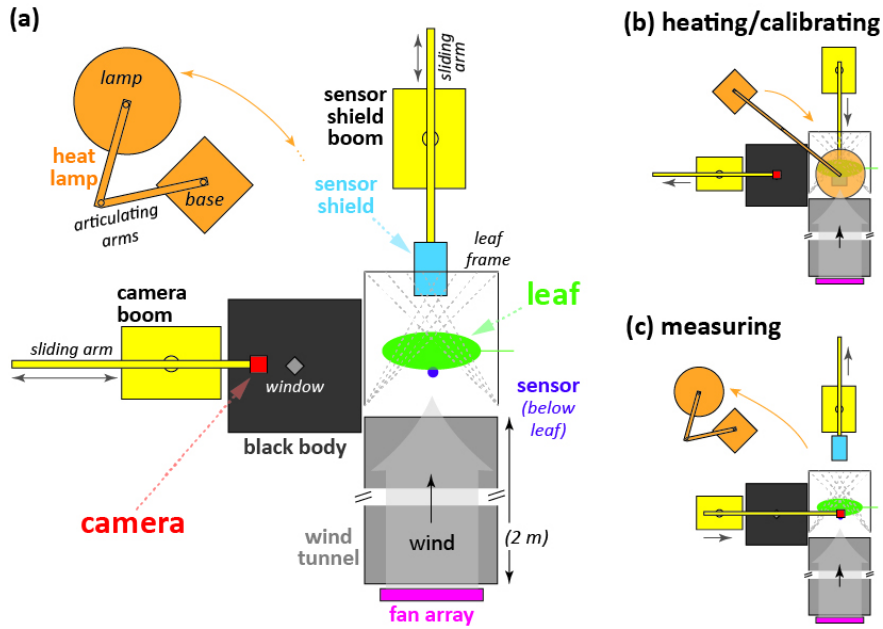 (a)
lamp
heat
lamp
base
articulating
arms
sliding
arm
sensor
shield
boom
sensor
shield
leaf
frame
leaf
camera
boom
sliding arm
window
black body
camera
sensor
(below
leaf)
wind
tunnel
wind
(2 m)
fan array
(b) heating/calibrating
(c) measuring